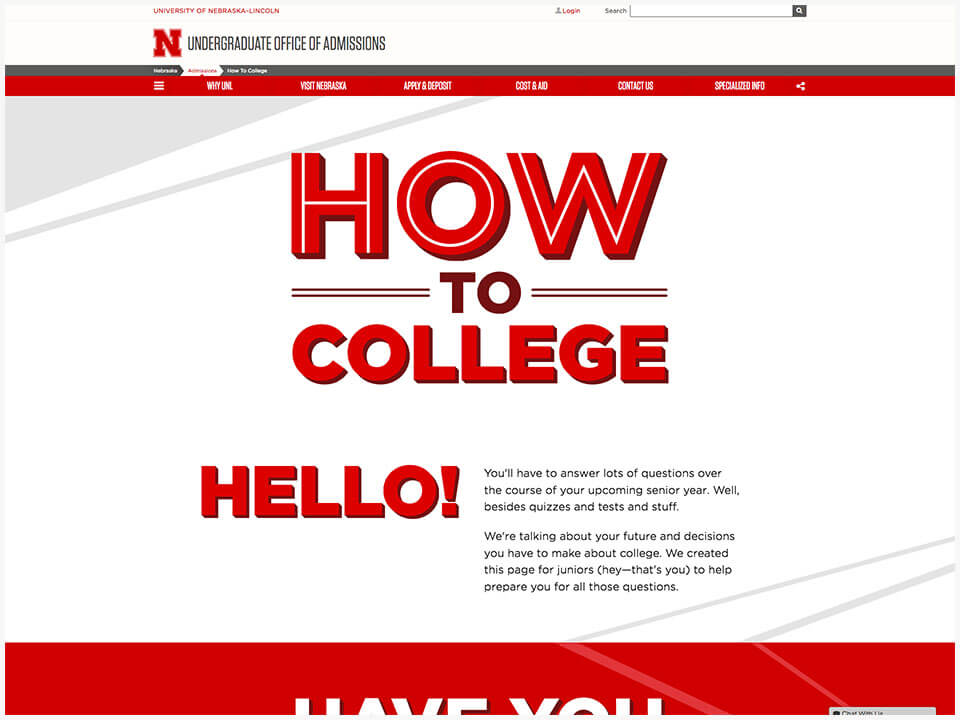 UNIVERSITY OF NEBRASKA–LINCOLN
Login
Search
N
UNDERGRADUATE OFFICE OF ADMISSIONS
Nebraska
Admissions
How To College
WHY UNL
VISIT NEBRASKA
APPLY & DEPOSIT
COST & AID
CONTACT US
SPECIALIZED INFO
HOW
TO
COLLEGE
HELLO!
You'll have to answer lots of questions over
the course of your upcoming senior year. Well,
besides quizzes and tests and stuff.
We're talking about your future and decisions
you have to make about college. We created
this page for juniors (hey—that's you) to help
prepare you for all those questions.
HAVE YOU
Chat With Us